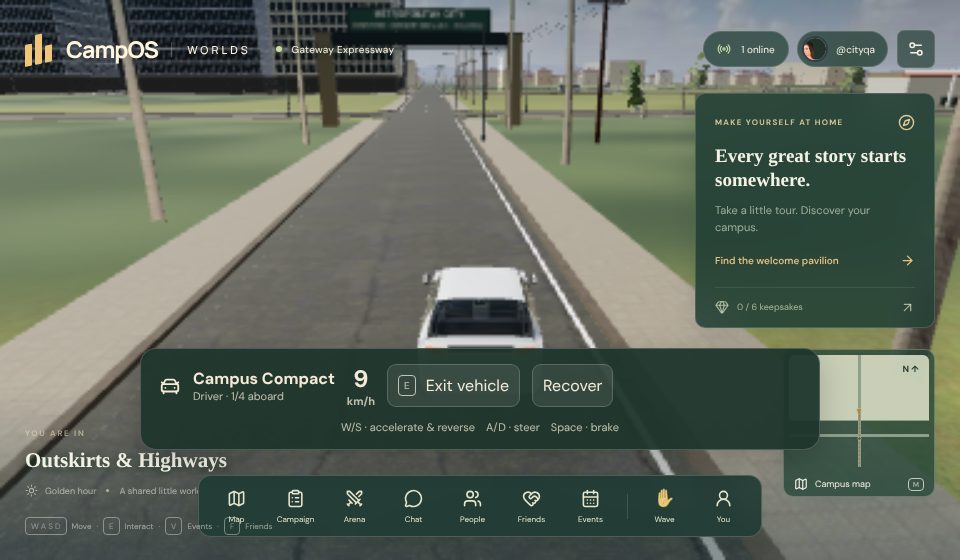 CampOS WORLDS Gateway Expressway
1 online @cityqa
MAKE YOURSELF AT HOME
Every great story starts
somewhere.
Take a little tour. Discover your
campus.
Find the welcome pavilion
0 / 6 keepsakes
N
Campus Compact
Driver · 1/4 aboard
9
km/h
E Exit vehicle
Recover
W/S · accelerate & reverse A/D · steer Space · brake
YOU ARE IN
Outskirts & Highways
Golden hour • A shared little
Campus map M
Map Campaign Arena Chat People Friends Events Wave You
W A S D Move · E Interact · V Events · F Friends